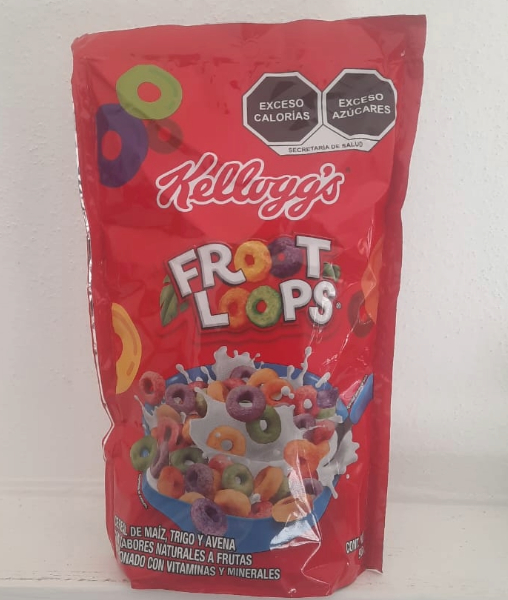 EXCESO
CALORÍAS
EXCESO
AZÚCARES
SECRETARÍA DE SALUD
Kellogg's
FROOT
LOOPS
DE MAÍZ, TRIGO Y AVENA
NATURALES A FRUTAS
CON VITAMINAS Y MINERALES
CONT.